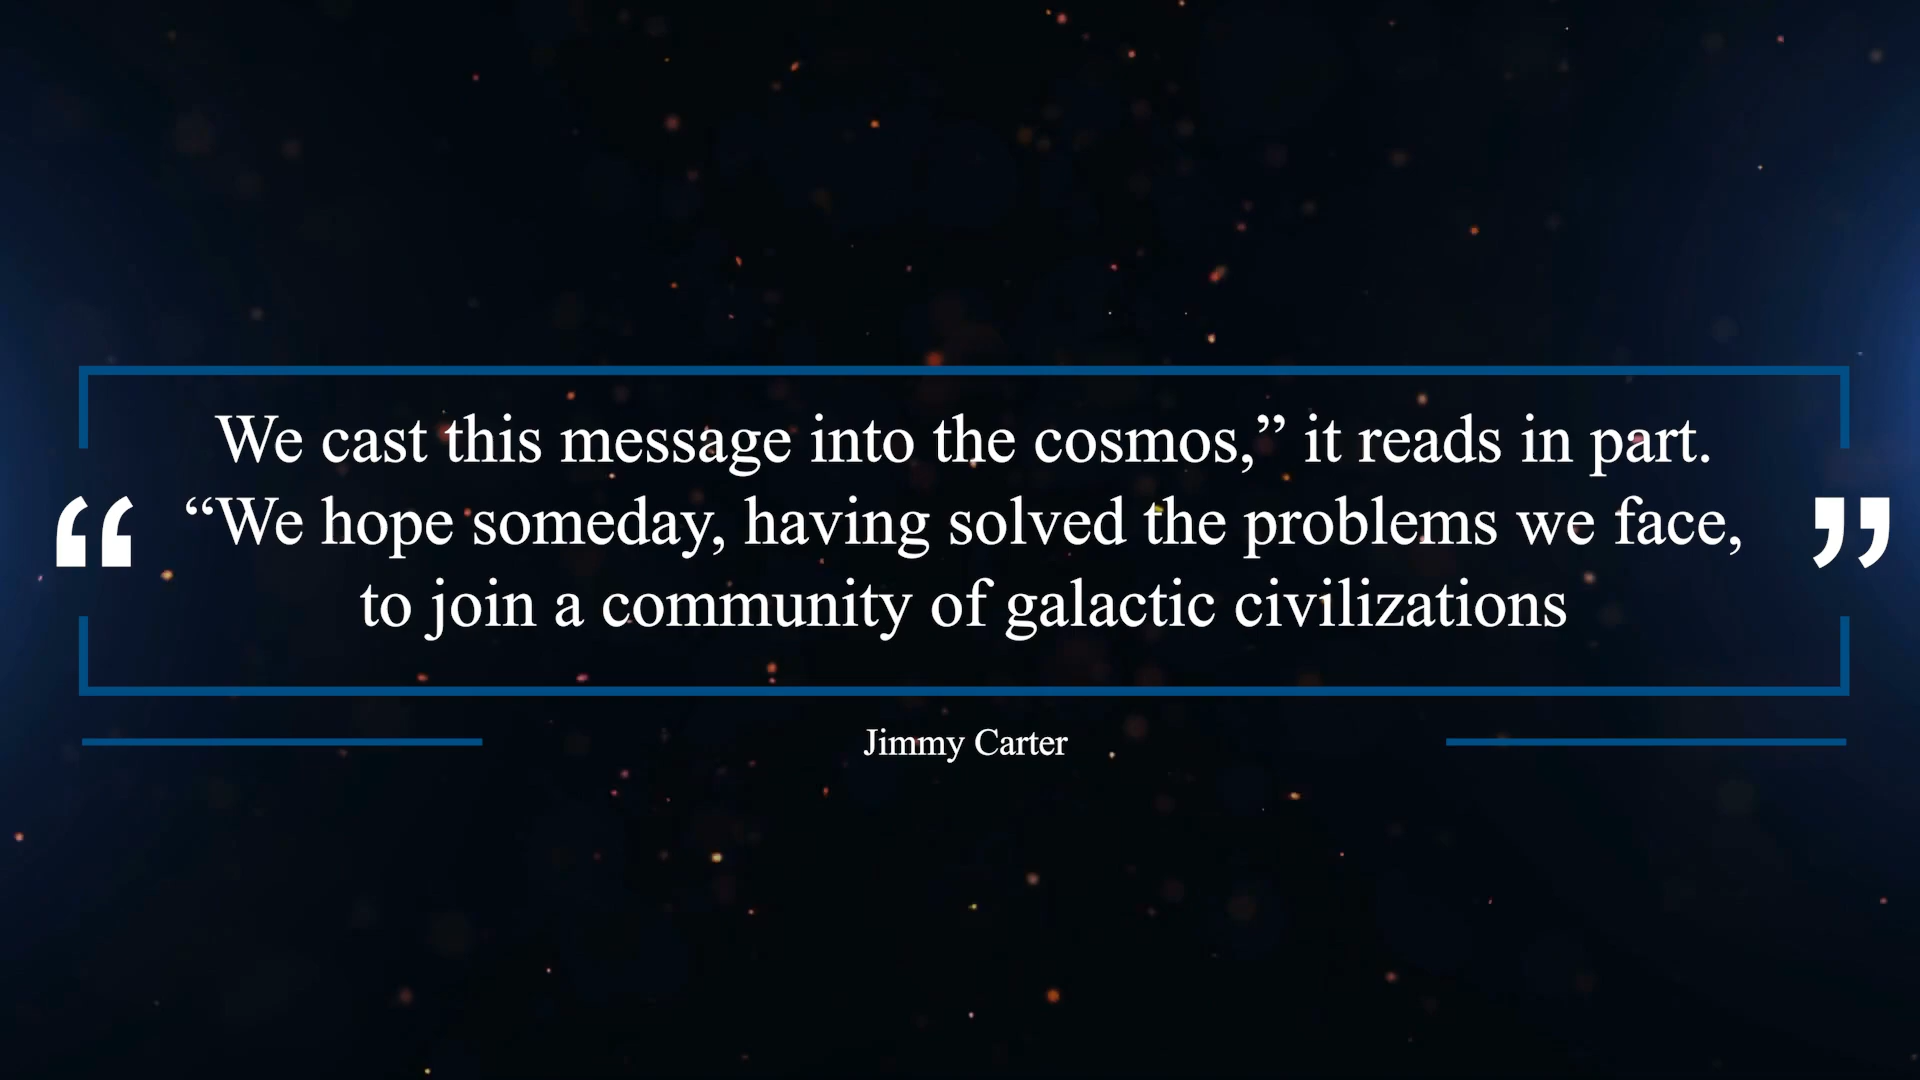 We cast this message into the cosmos,” it reads in part.
“ “We hope someday, having solved the problems we face, ”
to join a community of galactic civilizations
Jimmy Carter